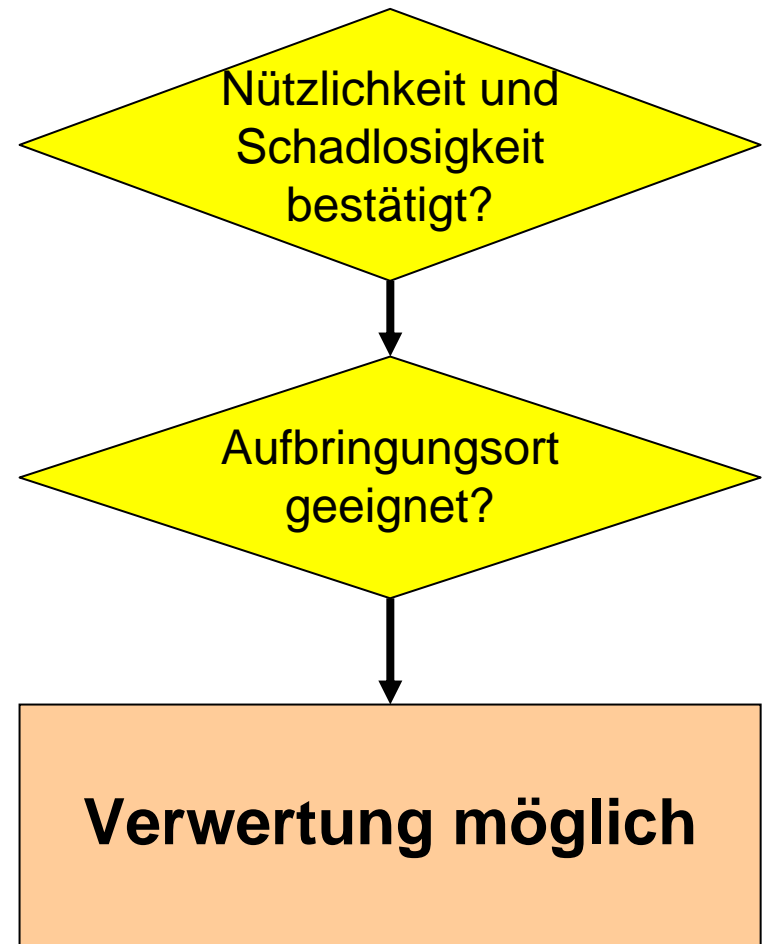 Nützlichkeit und
Schadlosigkeit
bestätigt?
Aufbringungsort
geeignet?
Verwertung möglich